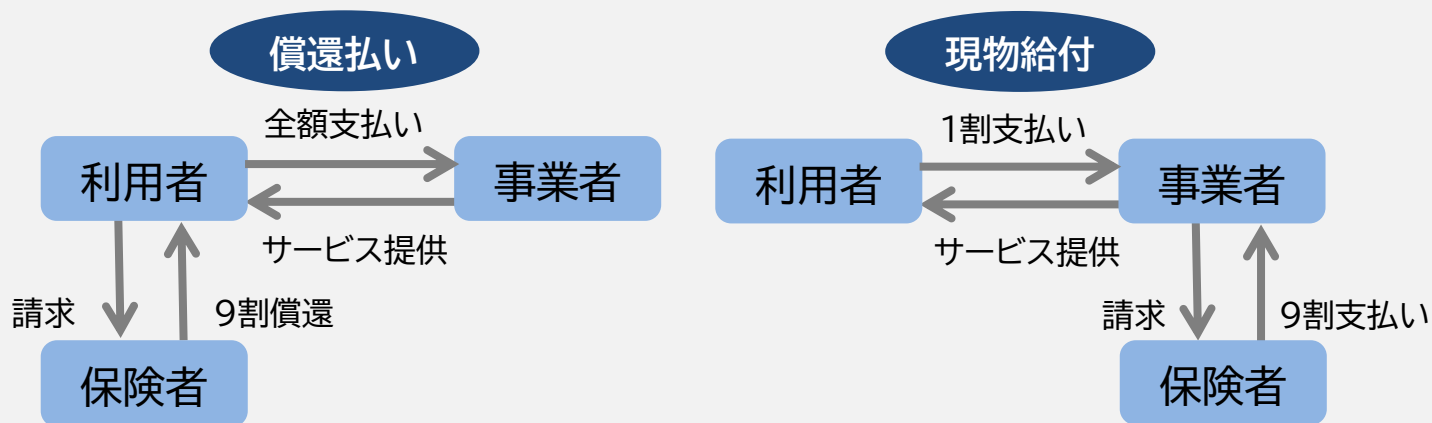 償還払い
全額支払い
利用者
事業者
サービス提供
請求
9割償還
保険者
現物給付
1割支払い
利用者
事業者
サービス提供
請求
9割支払い
保険者